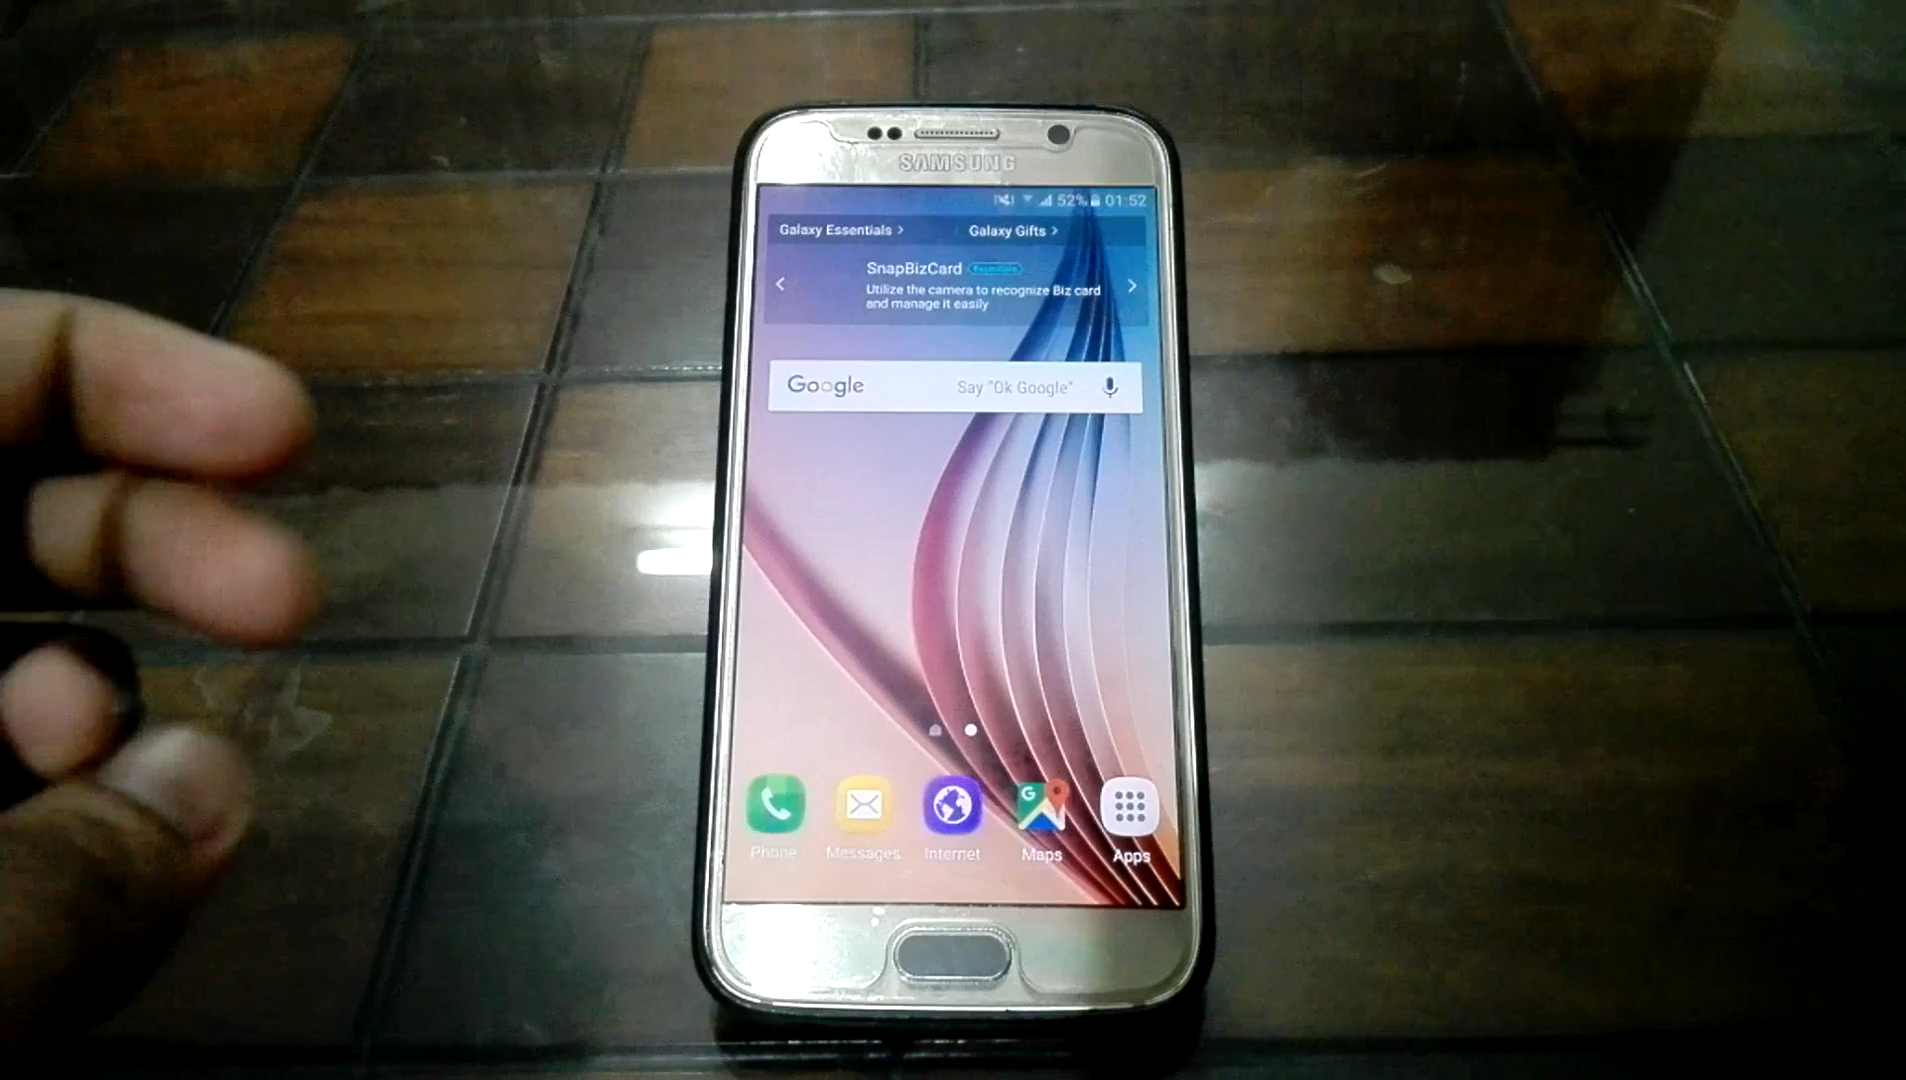 SAMSUNG
52% 01:52
Galaxy Essentials >
Galaxy Gifts >
SnapBizCard
Utilize the camera to recognize Biz card
and manage it easily
Google Say "Ok Google"
G
Phone Messages Internet Maps Apps